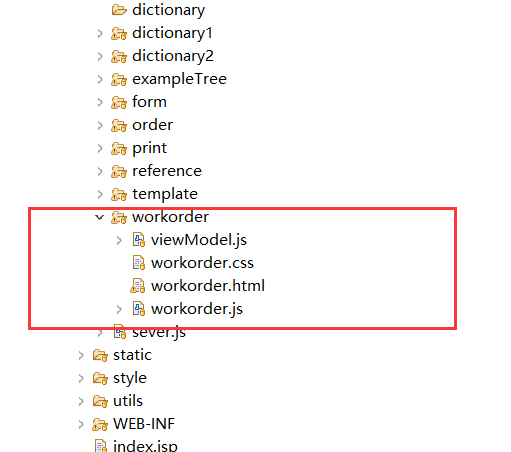 dictionary
dictionary1
dictionary2
exampleTree
form
order
print
reference
template
workorder
viewModel.js
workorder.css
workorder.html
workorder.js
sever.js
static
style
utils
WEB-INF
index.jsp